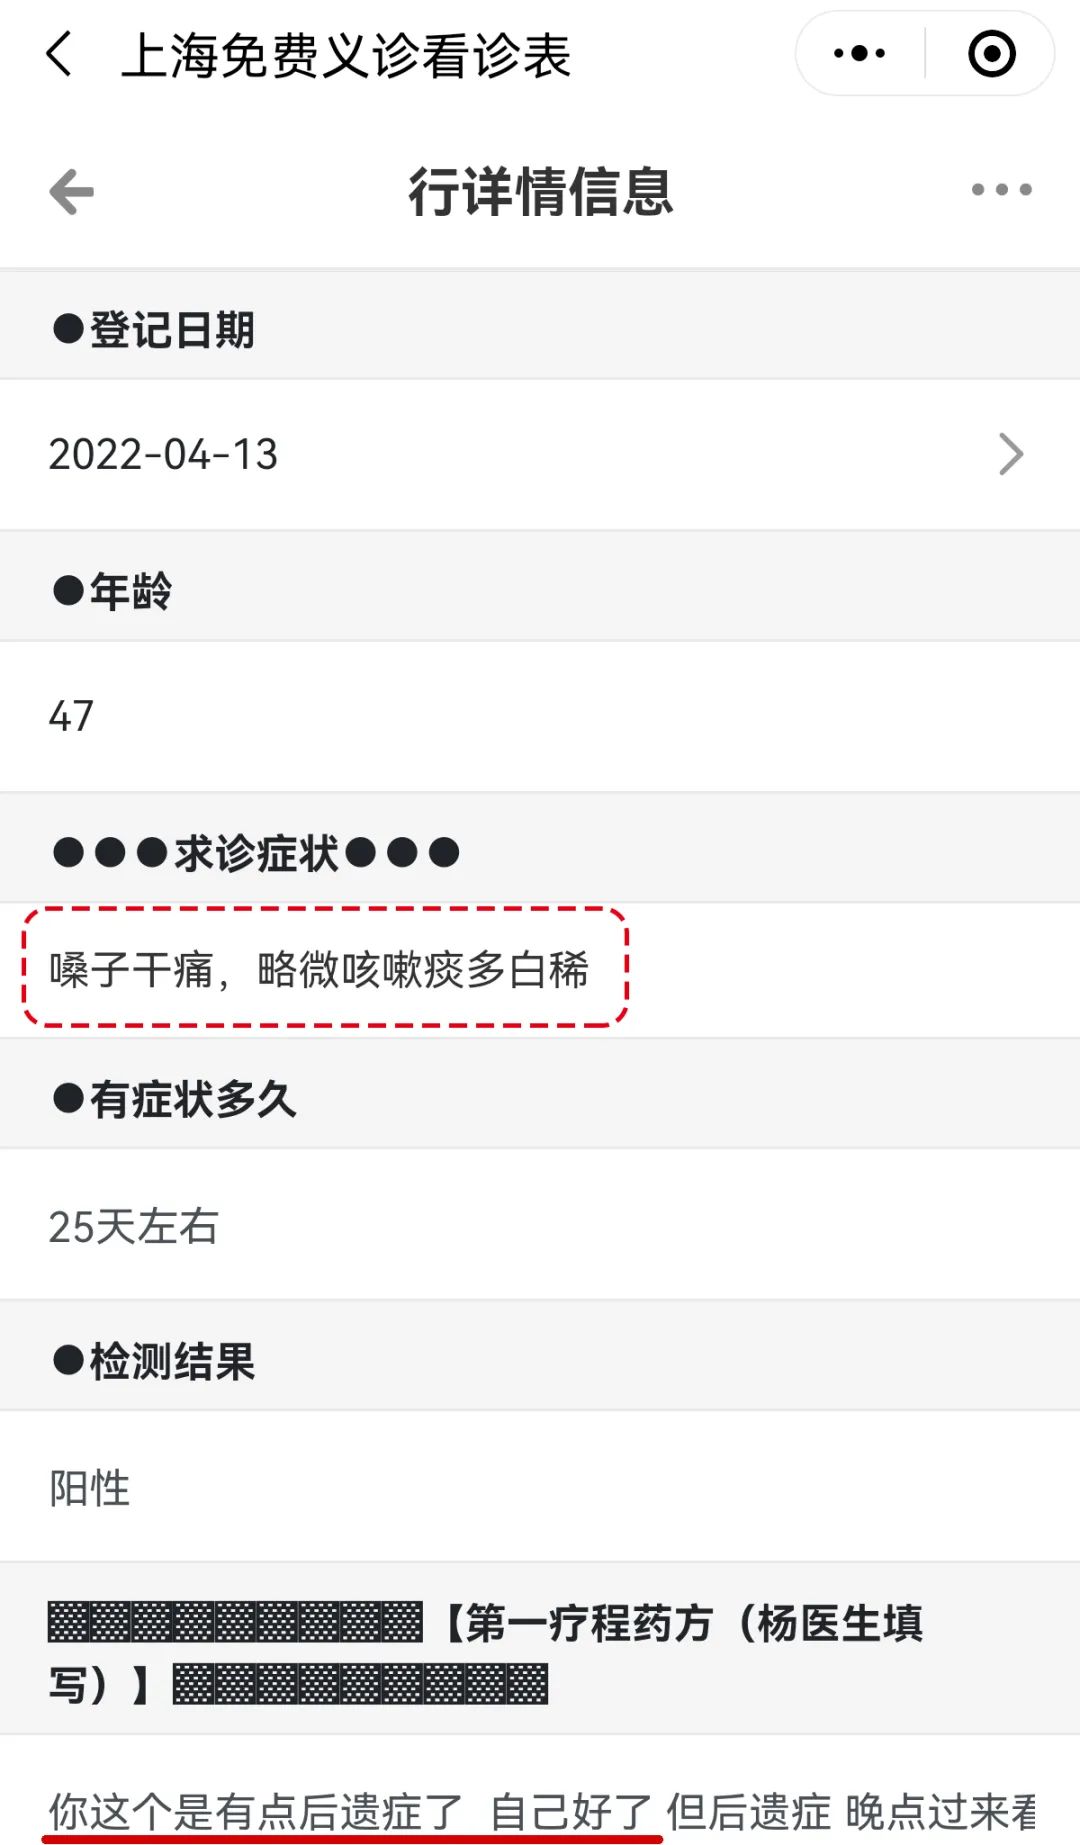 上海免费义诊看诊表
行详情信息
●登记日期
2022-04-13
●年龄
47
●●●求诊症状●●●
嗓子干痛，略微咳嗽痰多白稀
●有症状多久
25天左右
●检测结果
阳性
▓▓▓▓▓▓▓▓▓【第一疗程药方（杨医生填
写）】▓▓▓▓▓▓▓▓▓
你这个是有点后遗症了 自己好了 但后遗症 晚点过来看